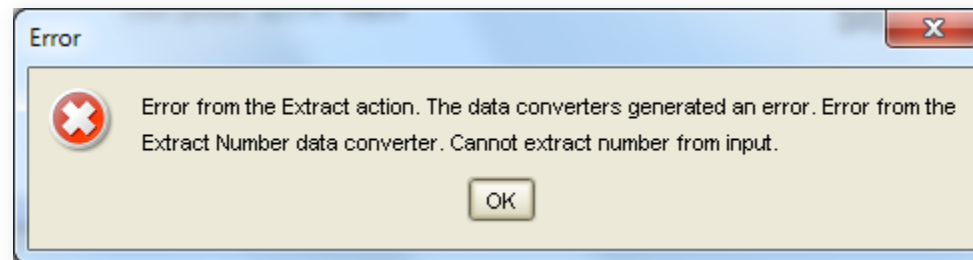 Error
Error from the Extract action. The data converters generated an error. Error from the
Extract Number data converter. Cannot extract number from input.
OK